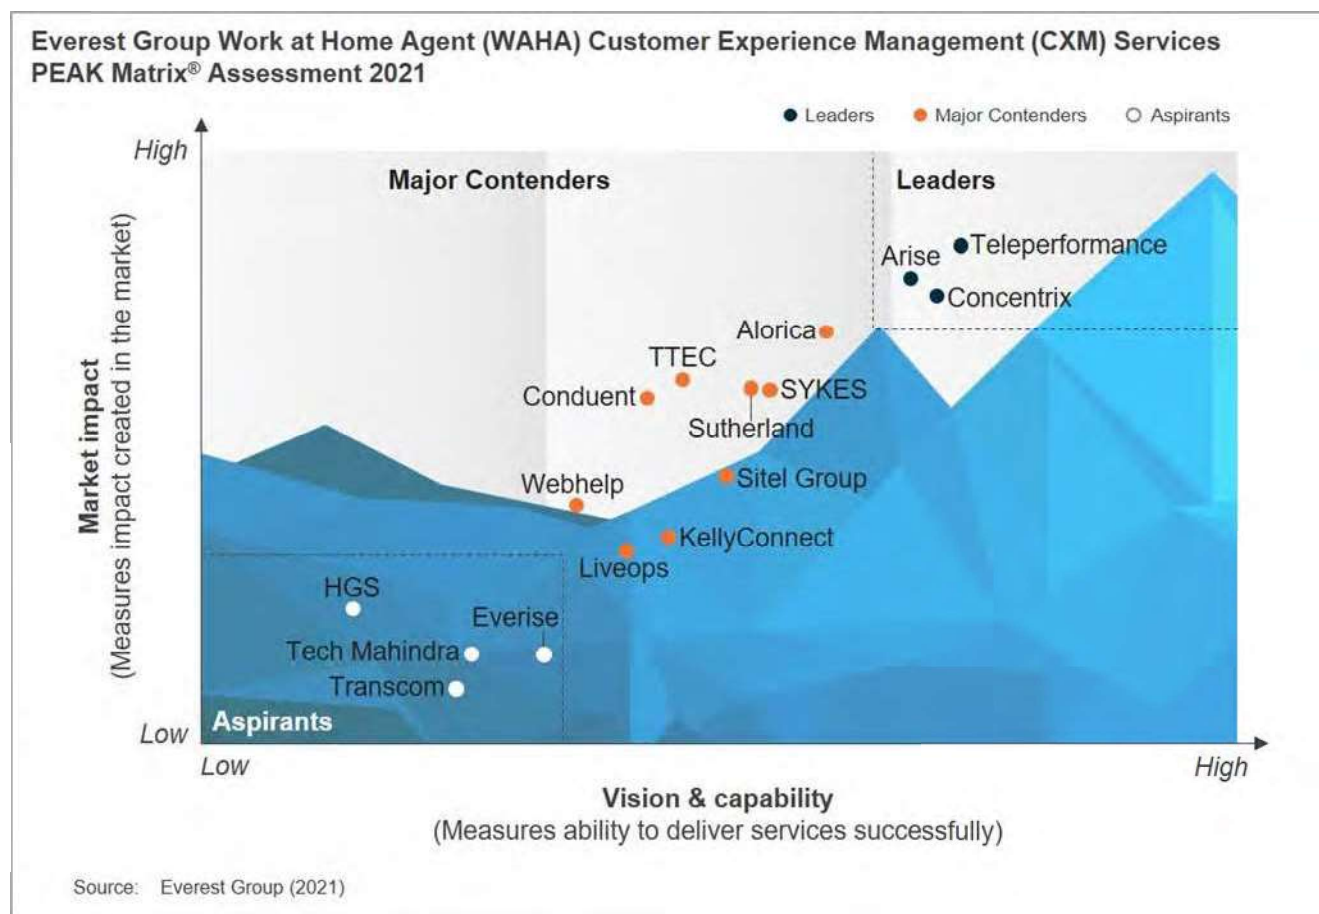 Everest Group Work at Home Agent (WAHA) Customer Experience Management (CXM) Services
PEAK Matrix® Assessment 2021
Leaders
Major Contenders
Aspirants
High
Major Contenders
Leaders
Teleperformance
Arise
Concentrix
Alorica
TTEC
Conduent
SYKES
Sutherland
Sitel Group
Webhelp
KellyConnect
Liveops
HGS
Everise
Tech Mahindra
Transcom
Aspirants
Market impact
(Measures impact created in the market)
Low
Low
High
Vision & capability
(Measures ability to deliver services successfully)
Source: Everest Group (2021)